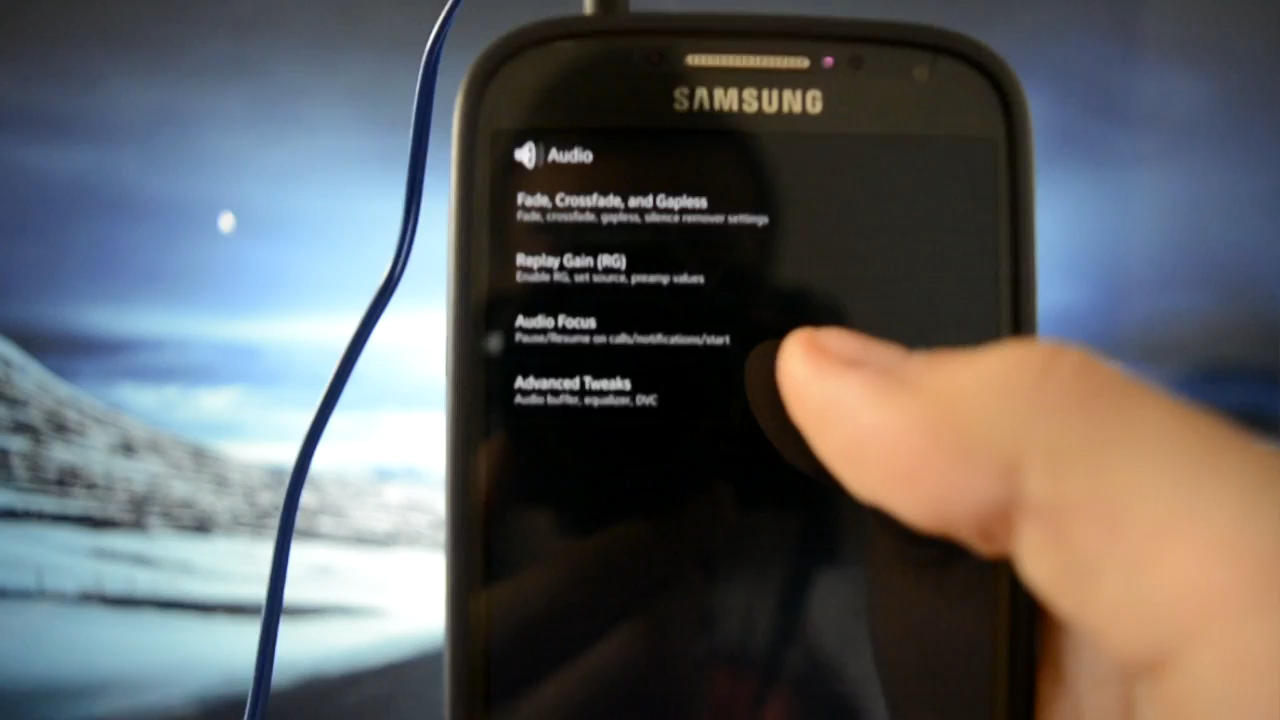 SAMSUNG
Audio
Fade, Crossfade, and Gapless
Fade, crossfade, gapless, silence remover settings
Replay Gain (RG)
Enable RG, set source, preamp values
Audio Focus
Pause/Resume on calls/notifications/start
Advanced Tweaks
Audio buffer, equalizer, DVC